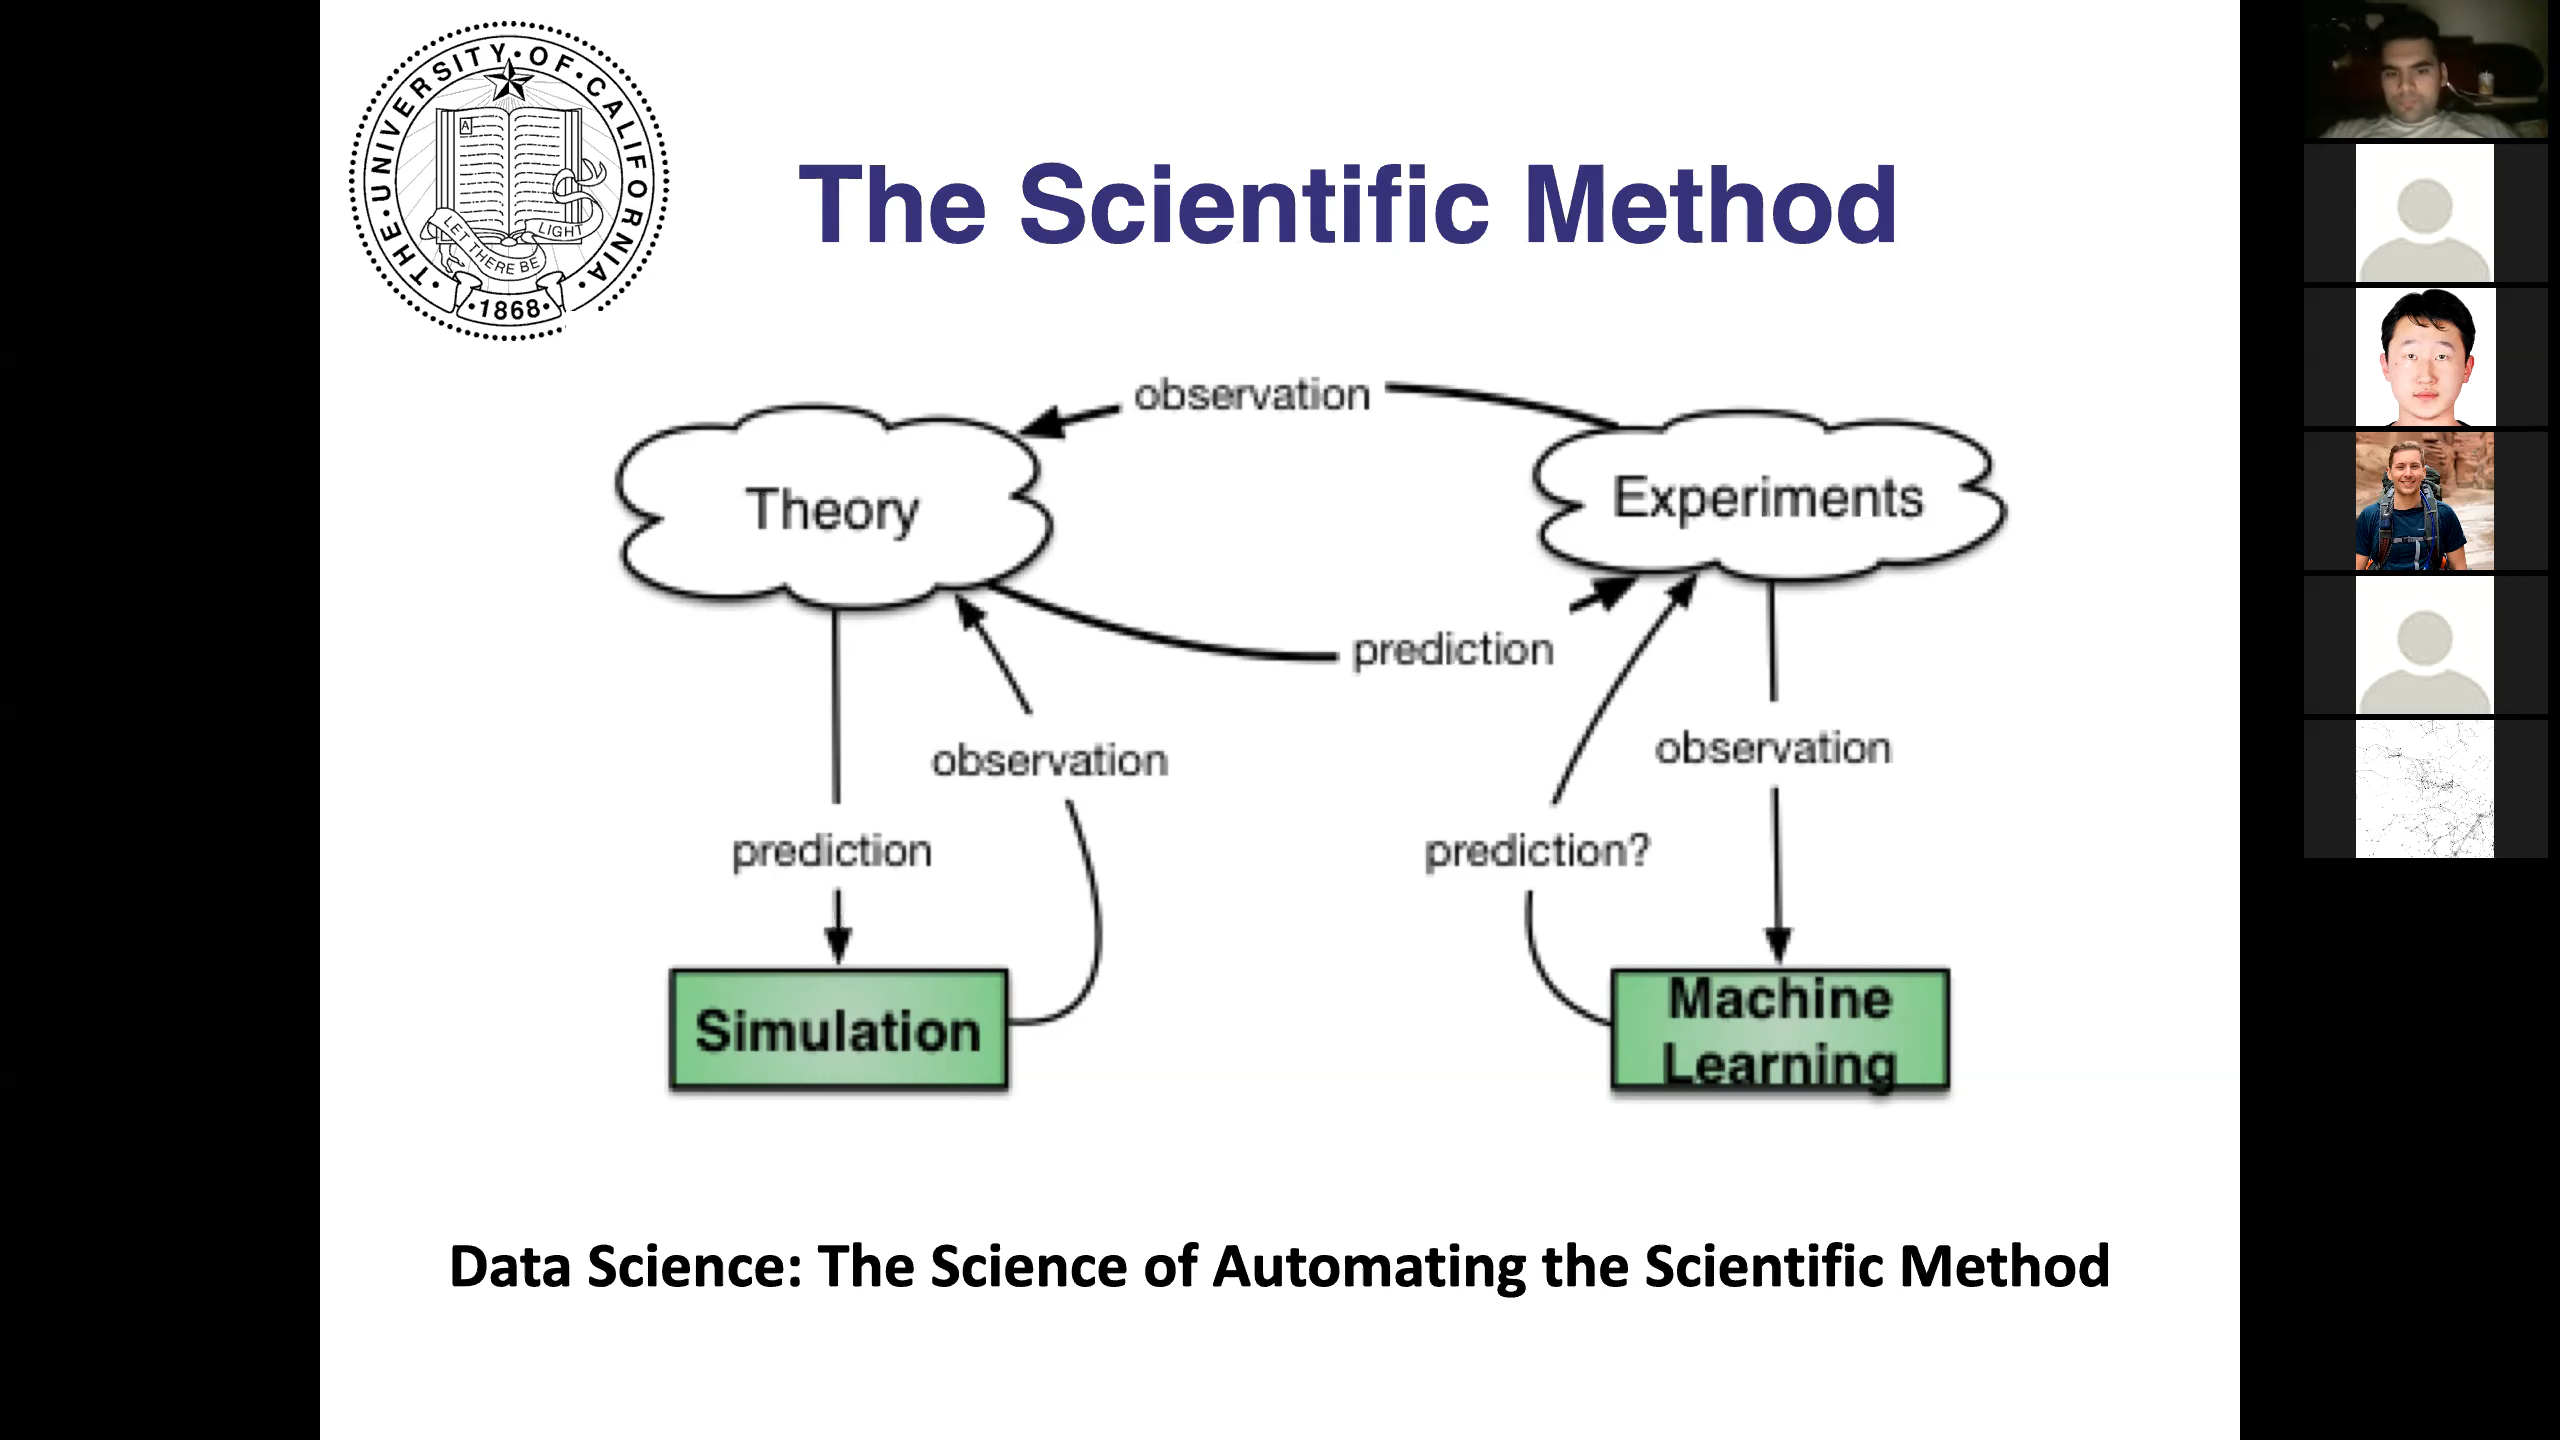 THE·UNIVERSITY·OF·CALIFORNIA·
A
LET THERE BE
LIGHT
·1868·
The Scientific Method
observation
Theory
Experiments
prediction
observation
observation
prediction
prediction?
Simulation
Machine
Learning
Data Science: The Science of Automating the Scientific Method